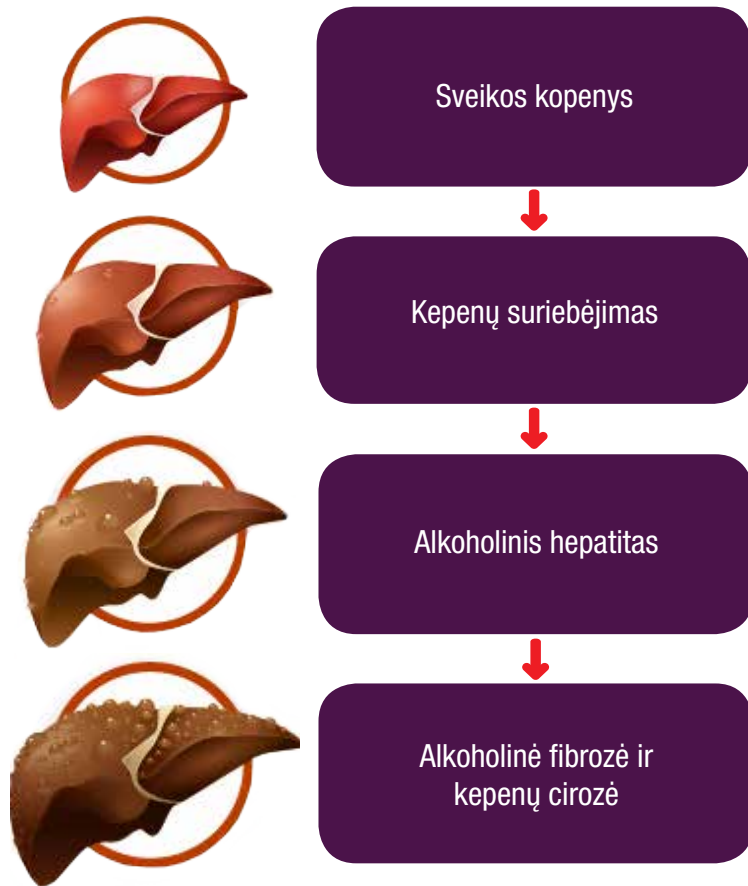 Sveikos kopenys
Kepenų suriebėjimas
Alkoholinis hepatitas
Alkoholinė fibrozė ir
kepenų cirozė